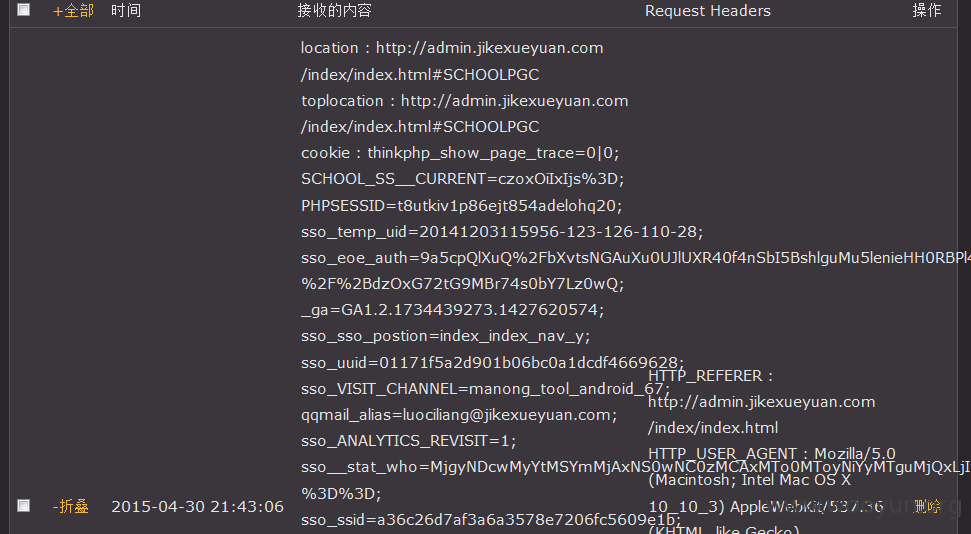 +全部 时间 接收的内容 Request Headers 操作
location : http://admin.jikexueyuan.com
/index/index.html#SCHOOLPGC
toplocation : http://admin.jikexueyuan.com
/index/index.html#SCHOOLPGC
cookie : thinkphp_show_page_trace=0|0;
SCHOOL_SS__CURRENT=czoxOiIxIjs%3D;
PHPSESSID=t8utkiv1p86ejt854adelohq20;
sso_temp_uid=20141203115956-123-126-110-28;
sso_eoe_auth=9a5cpQlXuQ%2FbXvtsNGAuXu0UJlUXR40f4nSbI5BshlguMu5lenieHH0RBPl4
%2F%2BdzOxG72tG9MBr74s0bY7Lz0wQ;
_ga=GA1.2.1734439273.1427620574;
sso_sso_postion=index_index_nav_y;
sso_uuid=01171f5a2d901b06bc0a1dcdf4669628;
sso_VISIT_CHANNEL=manong_tool_android_67;
qqmail_alias=luociliang@jikexueyuan.com;
sso_ANALYTICS_REVISIT=1;
sso__stat_who=MjgyNDcwMyYtMSYmMjAxNS0wNC0zMCAxMTo0MToyNiYyMTguMjQxLjI
%3D%3D;
sso_ssid=a36c26d7af3a6a3578e7206fc5609e1b;
HTTP_REFERER :
http://admin.jikexueyuan.com
/index/index.html
HTTP_USER_AGENT : Mozilla/5.0
(Macintosh; Intel Mac OS X
10_10_3) AppleWebKit/537.36
(KHTML, like Gecko)
-折叠 2015-04-30 21:43:06 删除